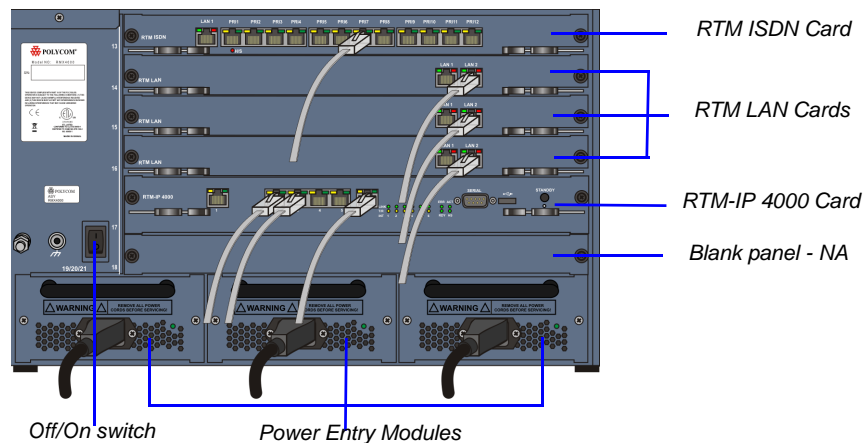 RTM ISDN
LAN 1
PRI1 PRI2 PRI3 PRI4 PRI5 PRI6 PRI7 PRI8 PRI9 PRI10 PRI11 PRI12
13
RTM ISDN Card
POLYCOM
RTM LAN
LAN 1 LAN 2
14
RTM LAN
LAN 1 LAN 2
15
RTM LAN Cards
RTM LAN
LAN 1 LAN 2
16
POLYCOM
RTM-IP 4000
SERIAL
STANDBY
17
RTM-IP 4000 Card
18
19/20/21
Blank panel - NA
WARNING
REMOVE ALL POWER
CORDS BEFORE SERVICING!
WARNING
REMOVE ALL POWER
CORDS BEFORE SERVICING!
WARNING
REMOVE ALL POWER
CORDS BEFORE SERVICING!
Off/On switch
Power Entry Modules